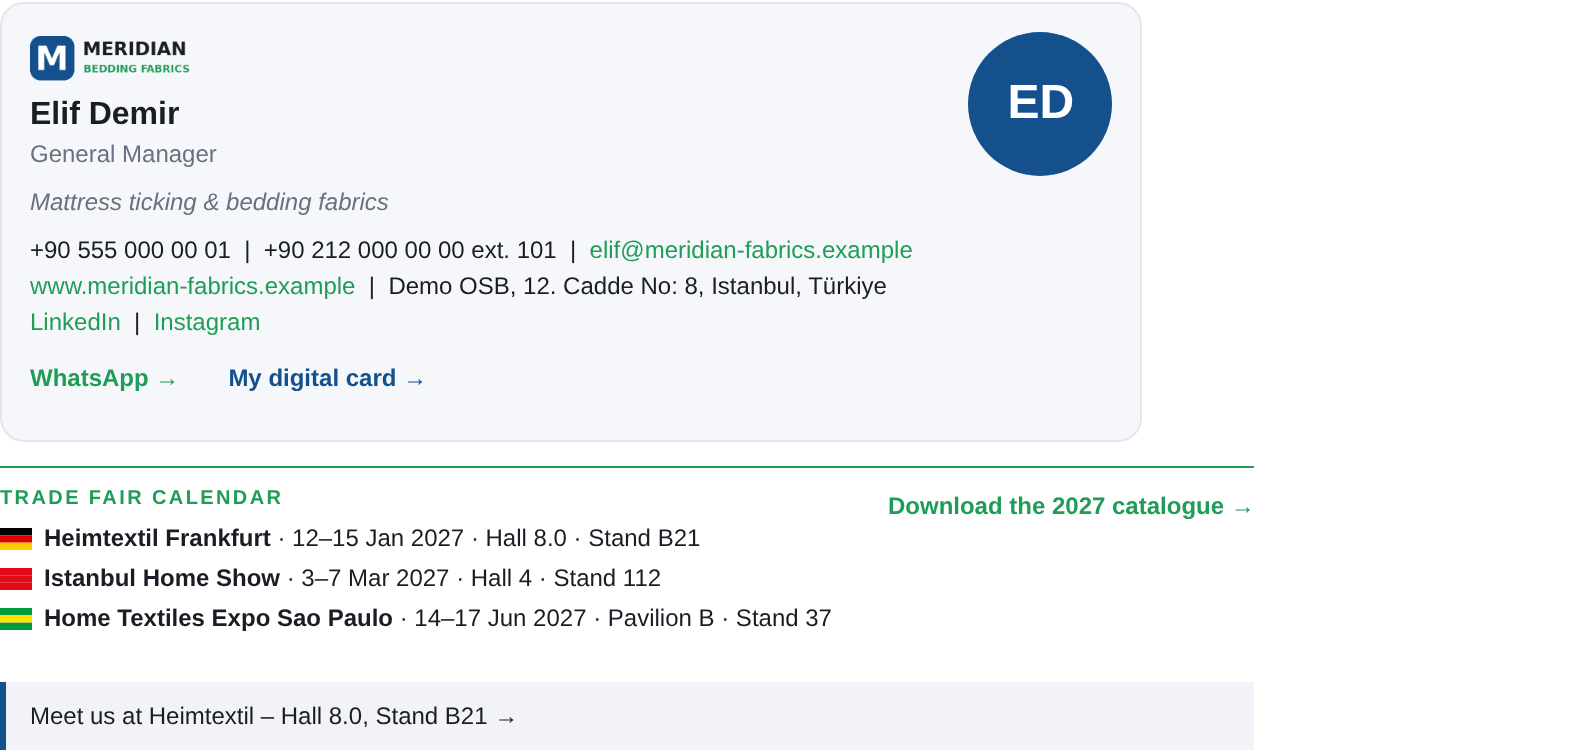 M MERIDIAN
BEDDING FABRICS
ED
Elif Demir
General Manager
Mattress ticking & bedding fabrics
+90 555 000 00 01 | +90 212 000 00 00 ext. 101 | elif@meridian-fabrics.example
www.meridian-fabrics.example | Demo OSB, 12. Cadde No: 8, Istanbul, Türkiye
LinkedIn | Instagram
WhatsApp → My digital card →
TRADE FAIR CALENDAR
Download the 2027 catalogue →
Heimtextil Frankfurt · 12–15 Jan 2027 · Hall 8.0 · Stand B21
Istanbul Home Show · 3–7 Mar 2027 · Hall 4 · Stand 112
Home Textiles Expo Sao Paulo · 14–17 Jun 2027 · Pavilion B · Stand 37
Meet us at Heimtextil – Hall 8.0, Stand B21 →